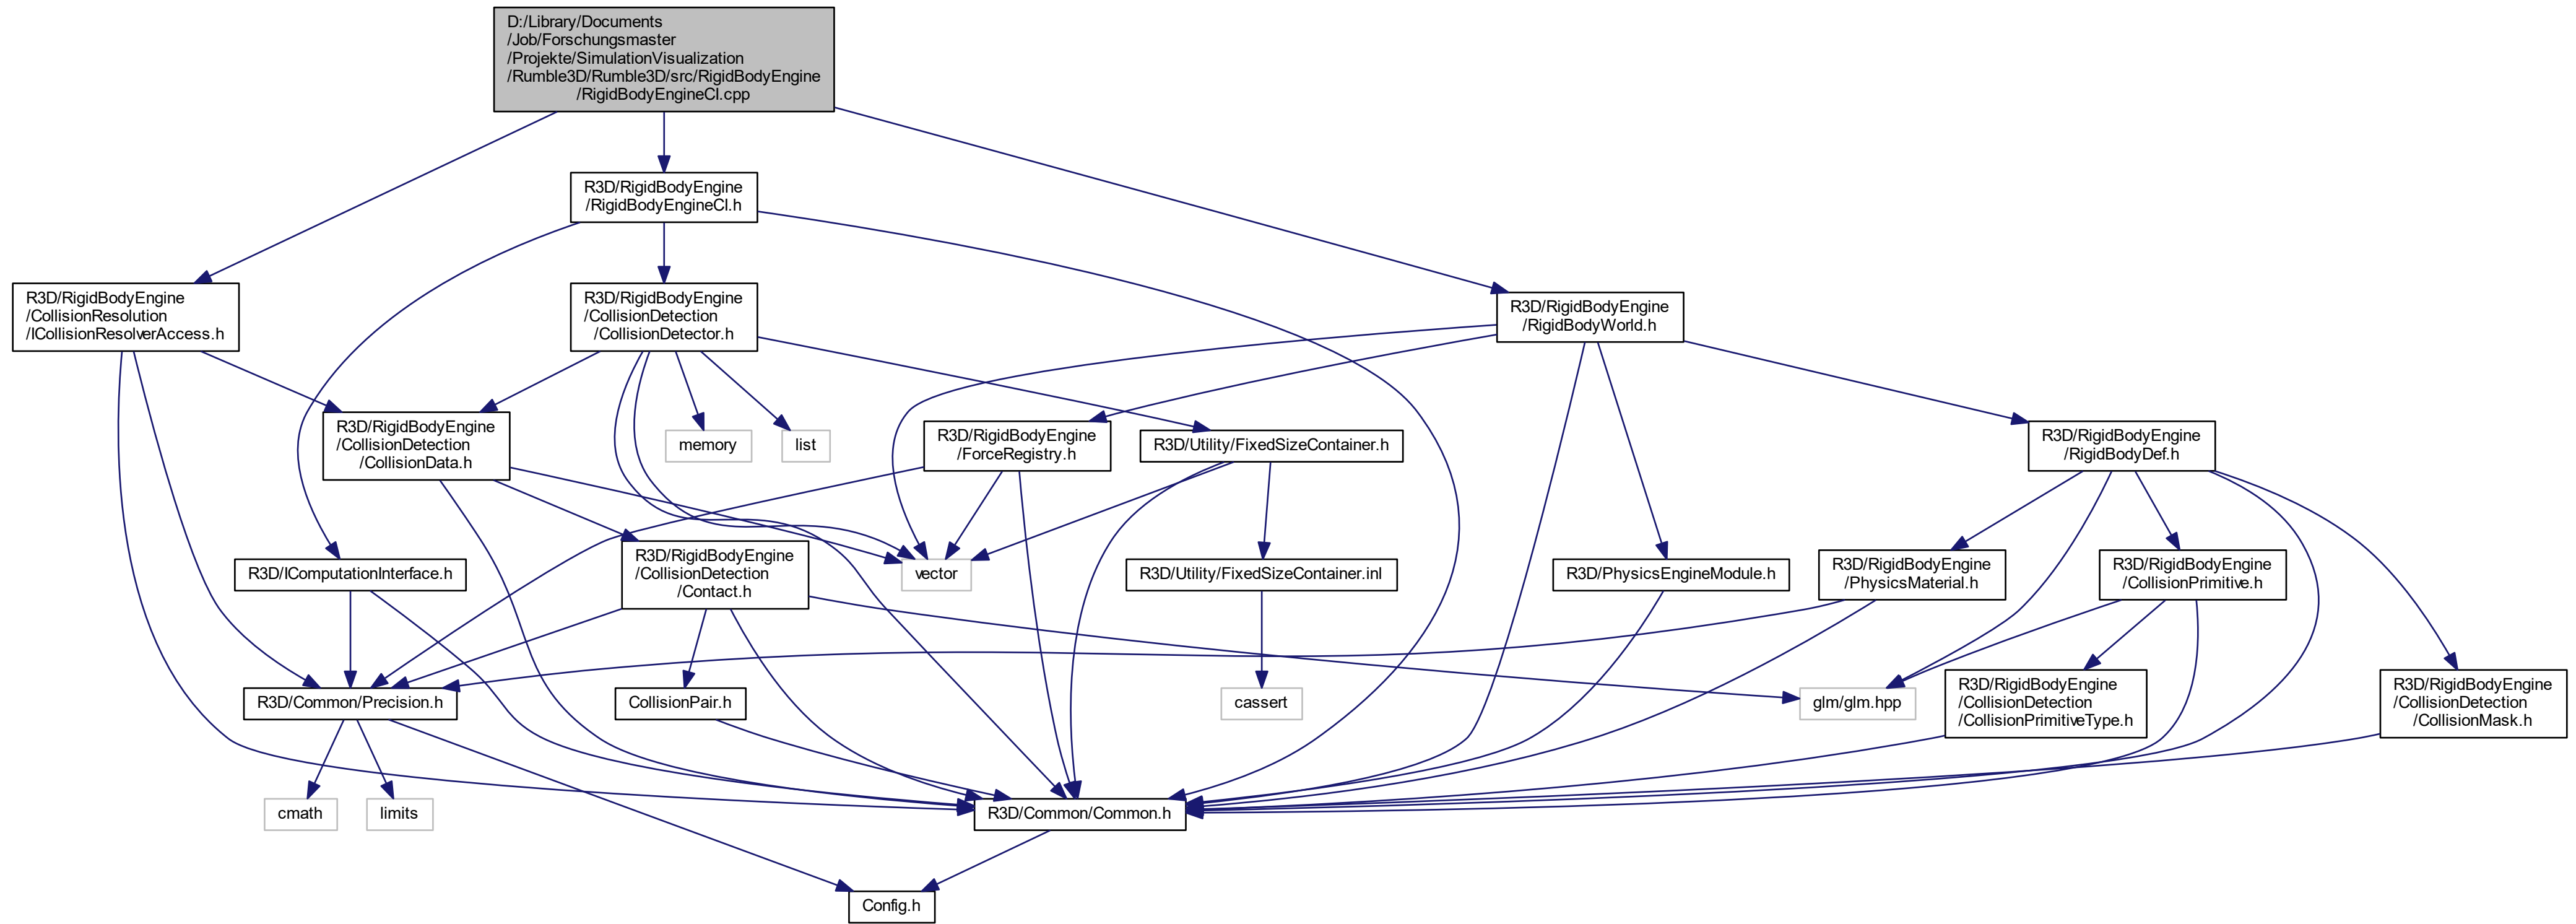 D:/Library/Documents
/Job/Forschungsmaster
/Projekte/SimulationVisualization
/Rumble3D/Rumble3D/src/RigidBodyEngine
/RigidBodyEngineCI.cpp
R3D/RigidBodyEngine
/RigidBodyEngineCI.h
R3D/RigidBodyEngine
/CollisionResolution
/ICollisionResolverAccess.h
R3D/RigidBodyEngine
/CollisionDetection
/CollisionDetector.h
R3D/RigidBodyEngine
/RigidBodyWorld.h
R3D/RigidBodyEngine
/CollisionDetection
/CollisionData.h
memory
list
R3D/RigidBodyEngine
/ForceRegistry.h
R3D/Utility/FixedSizeContainer.h
R3D/RigidBodyEngine
/RigidBodyDef.h
R3D/IComputationInterface.h
R3D/RigidBodyEngine
/CollisionDetection
/Contact.h
vector
R3D/Utility/FixedSizeContainer.inl
R3D/PhysicsEngineModule.h
R3D/RigidBodyEngine
/PhysicsMaterial.h
R3D/RigidBodyEngine
/CollisionPrimitive.h
R3D/Common/Precision.h
CollisionPair.h
cassert
glm/glm.hpp
R3D/RigidBodyEngine
/CollisionDetection
/CollisionPrimitiveType.h
R3D/RigidBodyEngine
/CollisionDetection
/CollisionMask.h
cmath
limits
R3D/Common/Common.h
Config.h